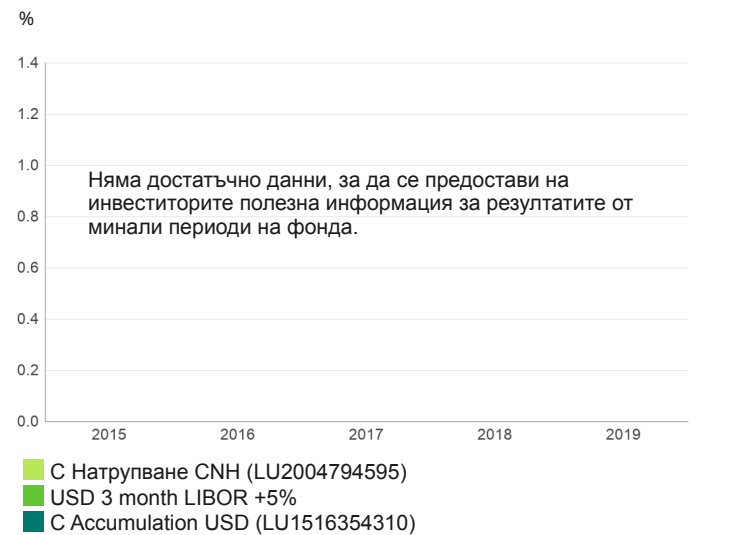 %
1.4
1.2
1.0
Няма достатъчно данни, за да се предостави на
инвеститорите полезна информация за резултатите от
минали периоди на фонда.
0.8
0.6
0.4
0.2
0.0
2015 2016 2017 2018 2019
C Натрупване CNH (LU2004794595)
USD 3 month LIBOR +5%
C Accumulation USD (LU1516354310)